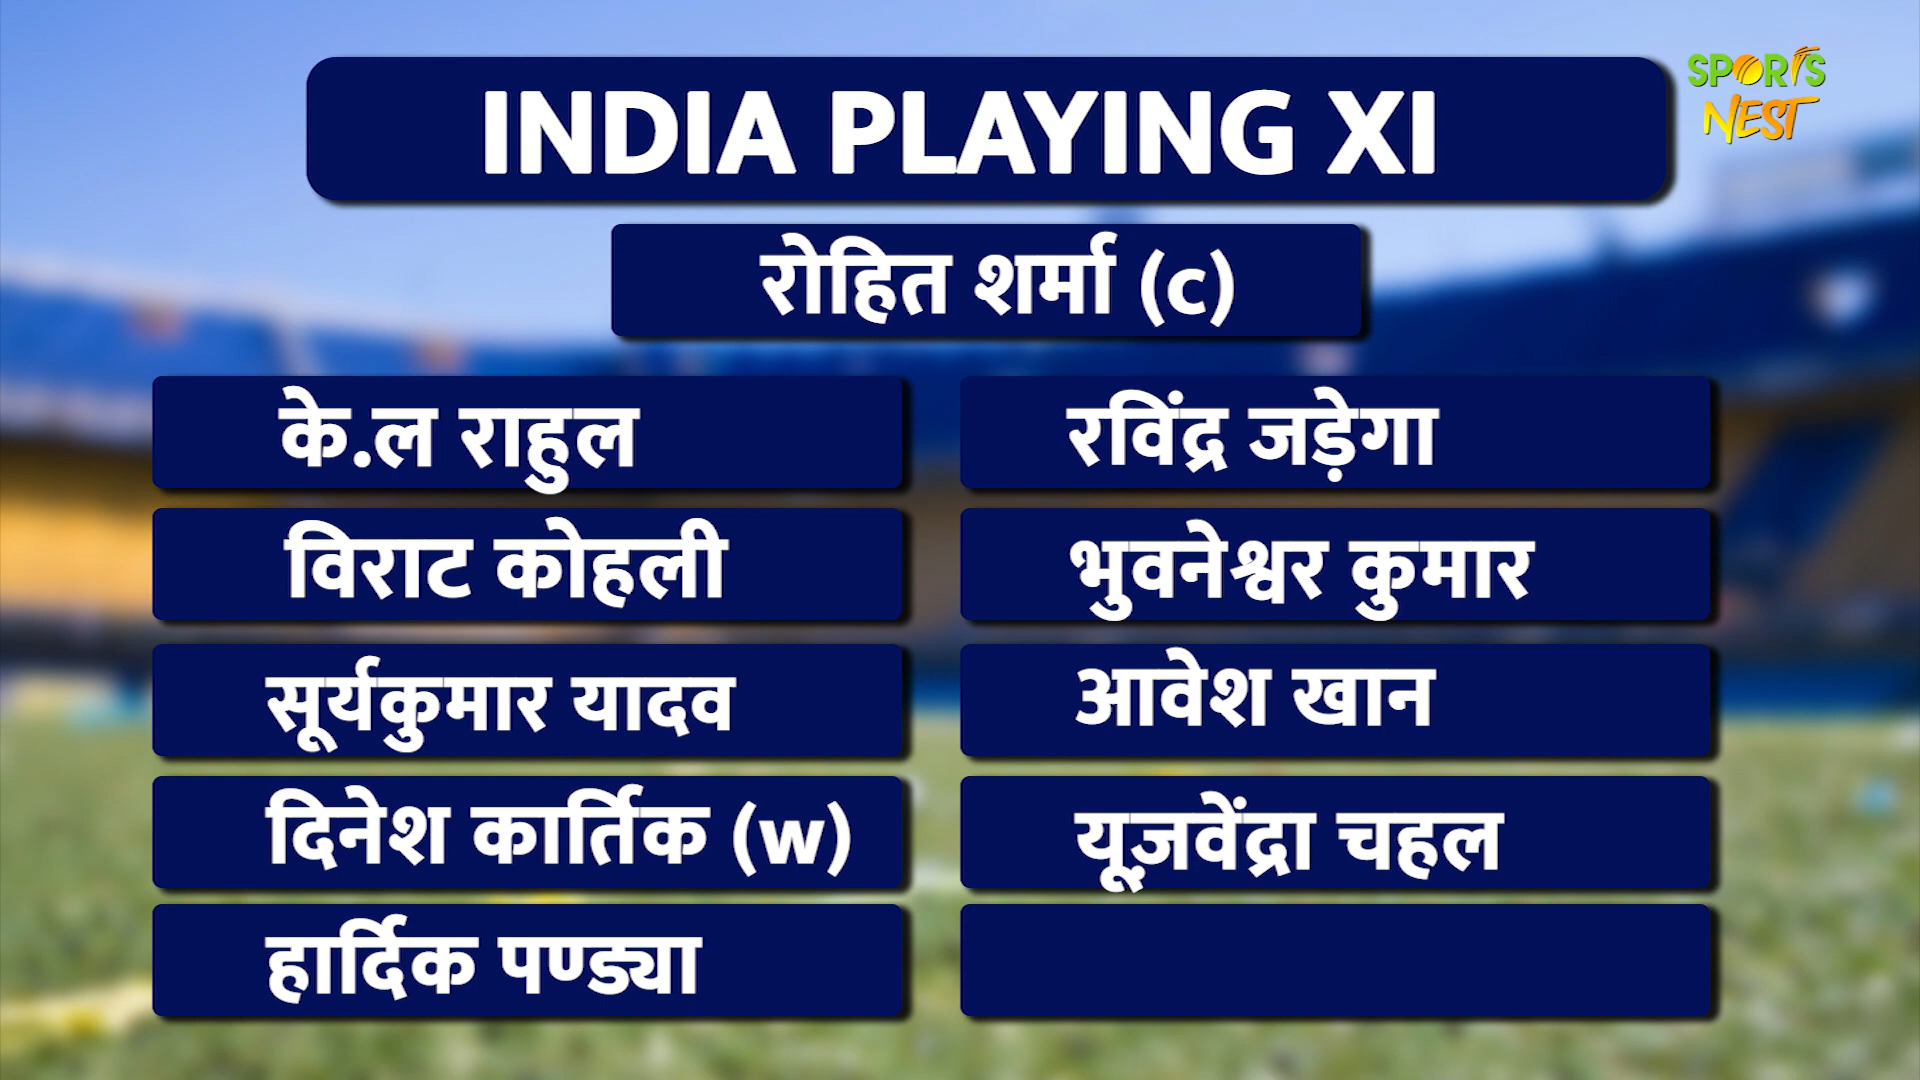 INDIA PLAYING XI
SPORTS
NEST
रोहित शर्मा (c)
के.ल राहुल
विराट कोहली
सूर्यकुमार यादव
दिनेश कार्तिक (w)
हार्दिक पण्ड्या
रविंद्र जड़ेगा
भुवनेश्वर कुमार
आवेश खान
यूज़वेंद्रा चहल